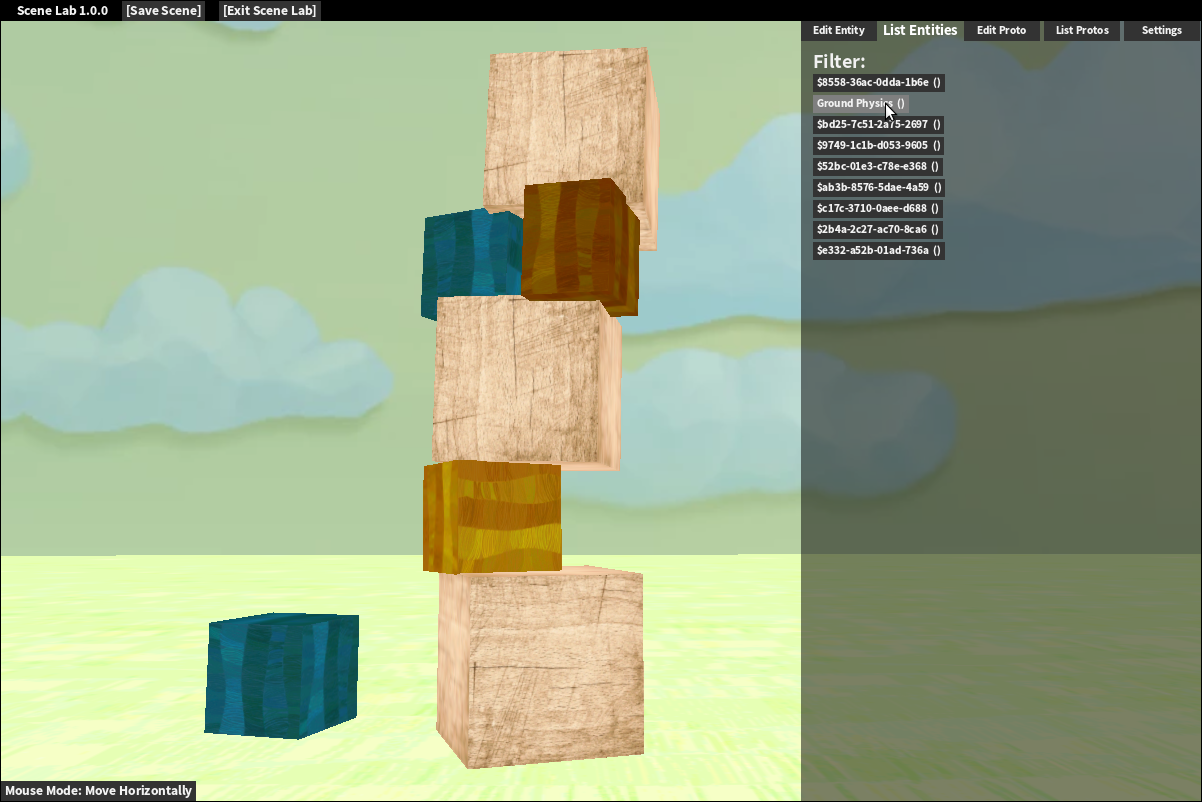 Scene Lab 1.0.0 [Save Scene] [Exit Scene Lab]
Edit Entity List Entities Edit Proto List Protos Settings
Filter:
$8558-36ac-0dda-1b6e ()
Ground Physics ()
$bd25-7c51-2a75-2697 ()
$9749-1c1b-d053-9605 ()
$52bc-01e3-c78e-e368 ()
$ab3b-8576-5dae-4a59 ()
$c17c-3710-0aee-d688 ()
$2b4a-2c27-ac70-8ca6 ()
$e332-a52b-01ad-736a ()
Mouse Mode: Move Horizontally